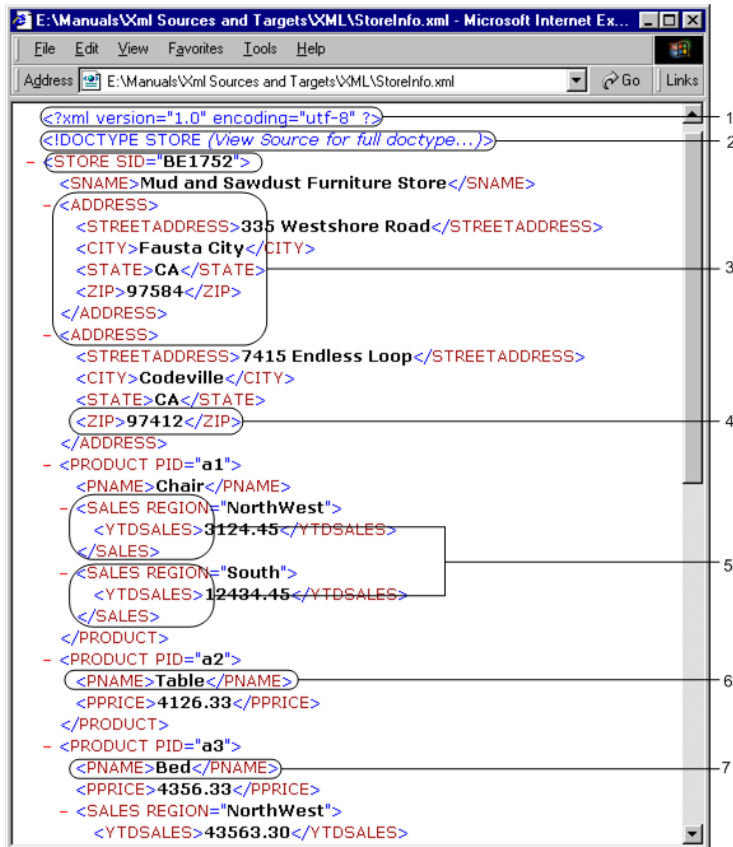 E:\Manuals\Xml Sources and Targets\XML\StoreInfo.xml - Microsoft Internet Ex...
File Edit View Favorites Tools Help
Address E:\Manuals\Xml Sources and Targets\XML\StoreInfo.xml Go Links
<?xml version="1.0" encoding="utf-8" ?> 1
<!DOCTYPE STORE (View Source for full doctype...)> 2
- <STORE SID="BE1752">
<SNAME>Mud and Sawdust Furniture Store</SNAME>
- <ADDRESS>
<STREETADDRESS>335 Westshore Road</STREETADDRESS>
<CITY>Fausta City</CITY>
<STATE>CA</STATE> 3
<ZIP>97584</ZIP>
</ADDRESS>
- <ADDRESS>
<STREETADDRESS>7415 Endless Loop</STREETADDRESS>
<CITY>Codeville</CITY>
<STATE>CA</STATE>
<ZIP>97412</ZIP> 4
</ADDRESS>
- <PRODUCT PID="a1">
<PNAME>Chair</PNAME>
- <SALES REGION="NorthWest">
<YTDSALES>3124.45</YTDSALES>
</SALES> 5
- <SALES REGION="South">
<YTDSALES>12434.45</YTDSALES>
</SALES>
</PRODUCT>
- <PRODUCT PID="a2">
<PNAME>Table</PNAME> 6
<PPRICE>4126.33</PPRICE>
</PRODUCT>
- <PRODUCT PID="a3">
<PNAME>Bed</PNAME> 7
<PPRICE>4356.33</PPRICE>
- <SALES REGION="NorthWest">
<YTDSALES>43563.30</YTDSALES>